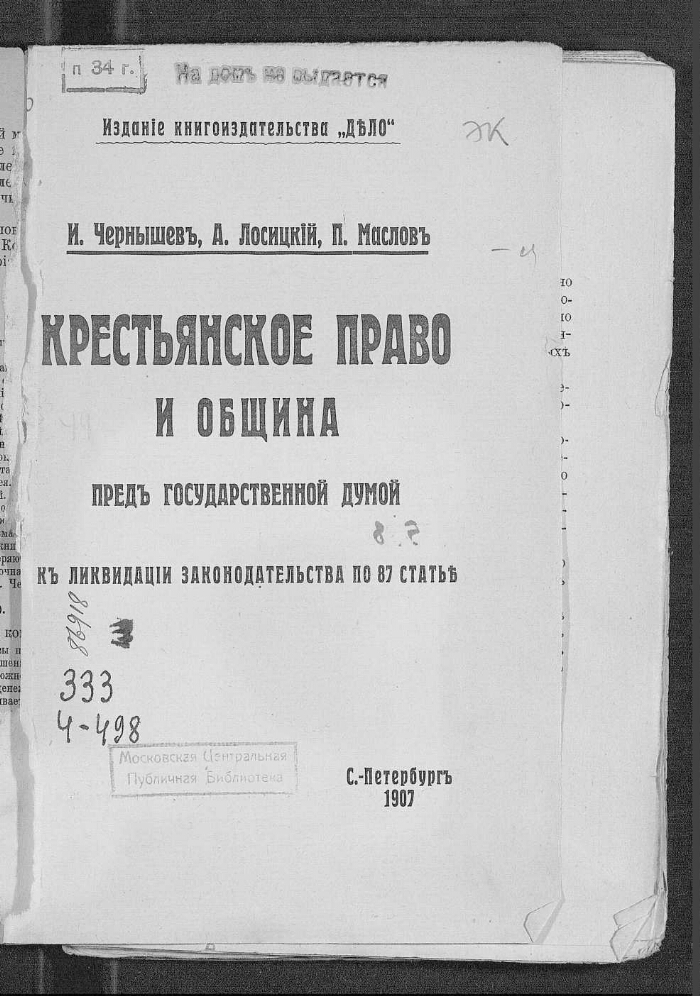 п 34 г.
На домъ не выдается
Изданіе книгоиздательства „ДѢЛО“
ЭК
И. Чернышевъ, А. Лосицкій, П. Масловъ
КРЕСТЬЯНСКОЕ ПРАВО
И ОБЩИНА
ПРЕДЪ ГОСУДАРСТВЕННОЙ ДУМОЙ
КЪ ЛИКВИДАЦІИ ЗАКОНОДАТЕЛЬСТВА ПО 87 СТАТЬѢ
86918
333
Ч-498
Московская Центральная
Публичная Библиотека
С.-Петербургъ
1907